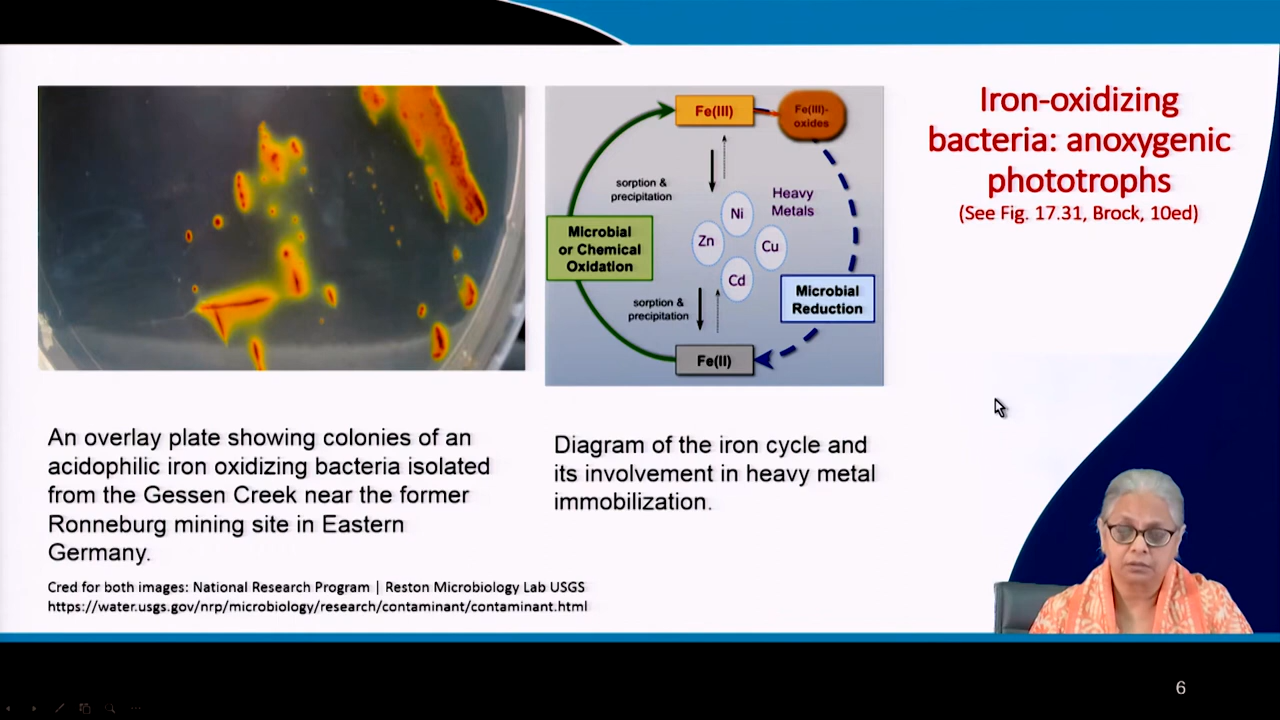 Iron-oxidizing
bacteria: anoxygenic
phototrophs
(See Fig. 17.31, Brock, 10ed)
Fe(III)
Fe(III)-
oxides
sorption &
precipitation
Heavy
Metals
Ni
Zn
Cu
Cd
Microbial
or Chemical
Oxidation
sorption &
precipitation
Microbial
Reduction
Fe(II)
An overlay plate showing colonies of an
acidophilic iron oxidizing bacteria isolated
from the Gessen Creek near the former
Ronneburg mining site in Eastern
Germany.
Diagram of the iron cycle and
its involvement in heavy metal
immobilization.
Cred for both images: National Research Program | Reston Microbiology Lab USGS
https://water.usgs.gov/nrp/microbiology/research/contaminant/contaminant.html
6